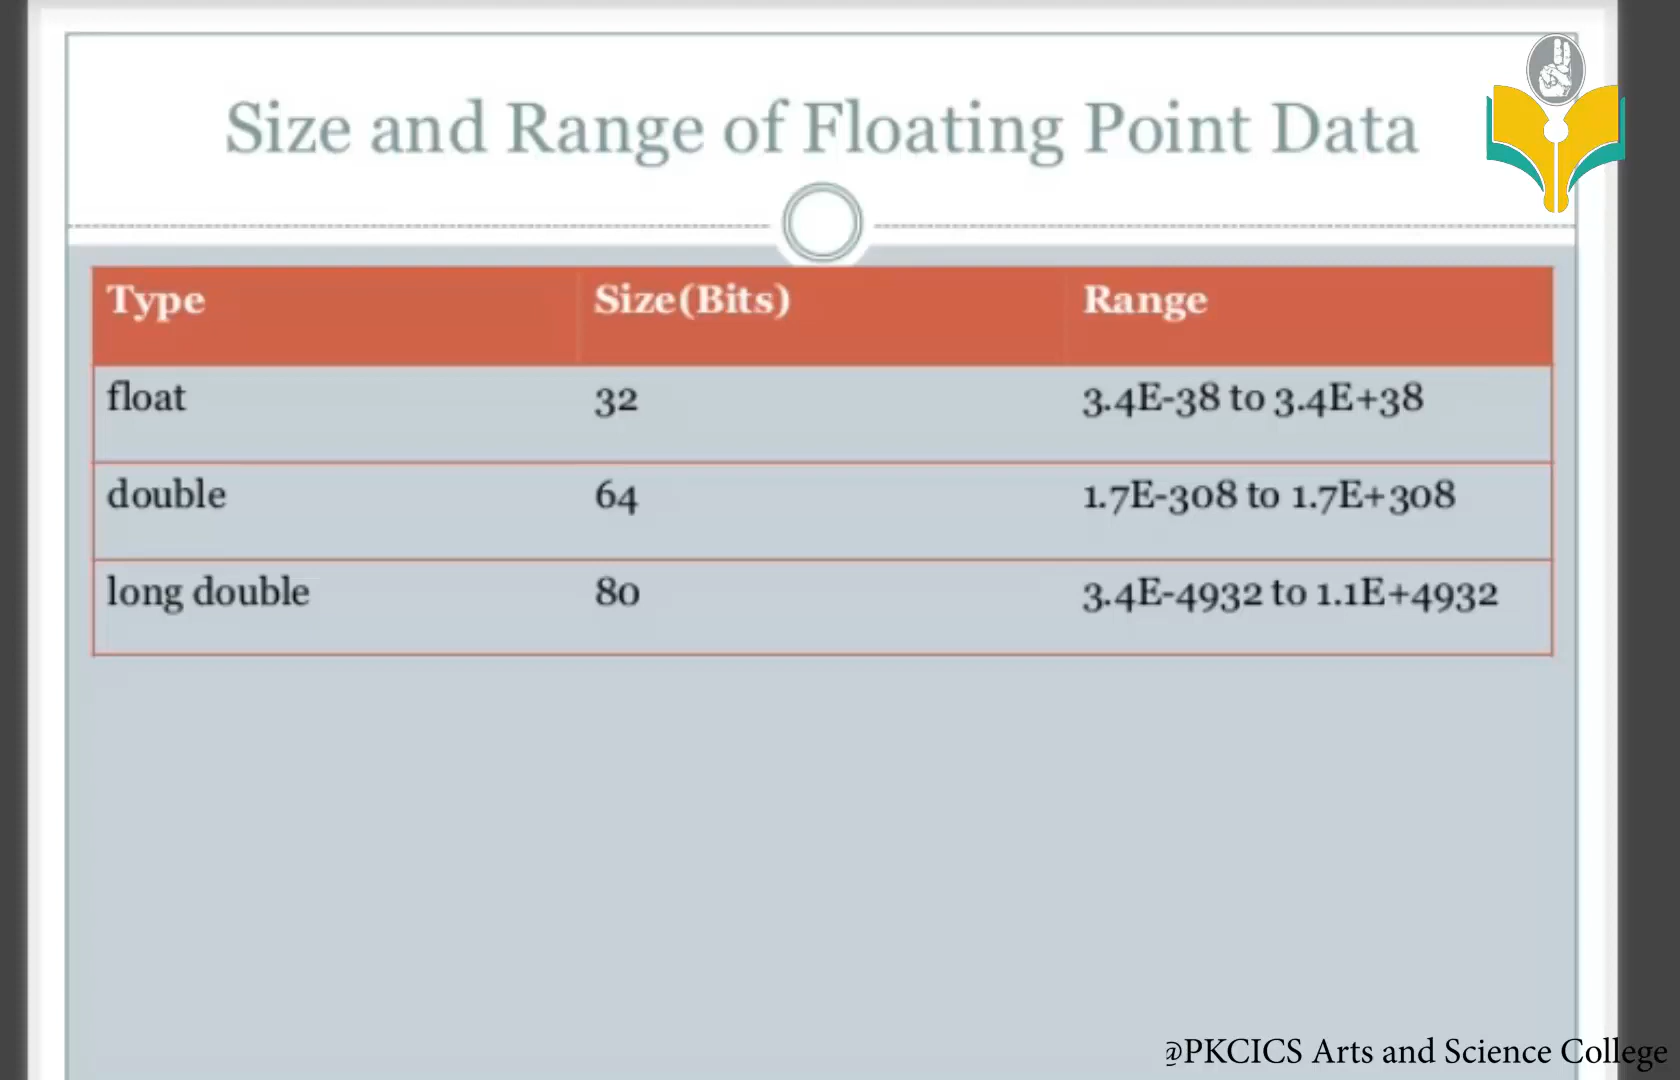 Size and Range of Floating Point Data
Type Size(Bits) Range
float 32 3.4E-38 to 3.4E+38
double 64 1.7E-308 to 1.7E+308
long double 80 3.4E-4932 to 1.1E+4932
@PKCICS Arts and Science College